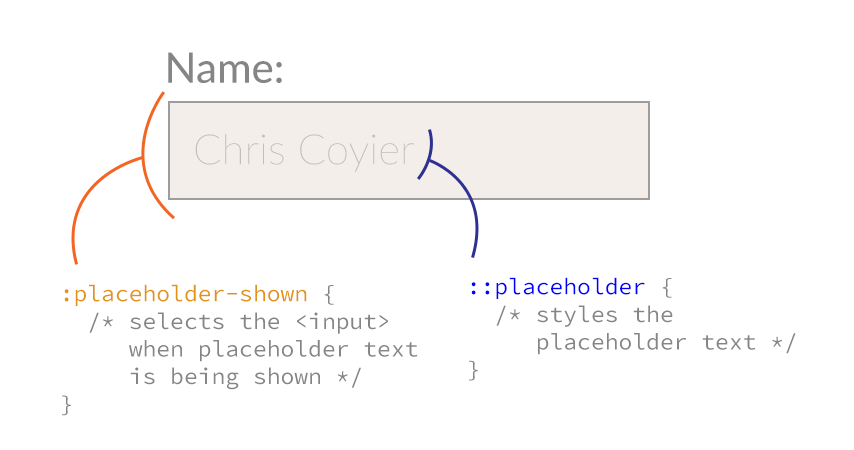 Name:
Chris Coyier
:placeholder-shown {
/* selects the <input>
when placeholder text
is being shown */
}
::placeholder {
/* styles the
placeholder text */
}